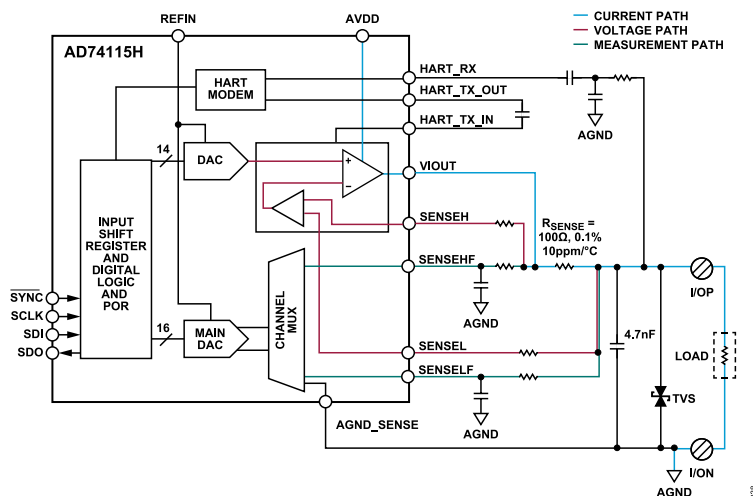 REFIN
AVDD
CURRENT PATH
VOLTAGE PATH
MEASUREMENT PATH
AD74115H
HART_RX
HART
MODEM
HART_TX_OUT
AGND
HART_TX_IN
14
DAC
+
−
VIOUT
SENSEH
RSENSE =
100Ω, 0.1%
10ppm/°C
INPUT
SHIFT
REGISTER
AND
DIGITAL
LOGIC
AND
POR
SENSEHF
I/OP
AGND
CHANNEL
MUX
SYNC
SCLK
SDI
SDO
16
MAIN
DAC
SENSEL
4.7nF
LOAD
SENSELF
TVS
AGND
AGND_SENSE
I/ON
AGND